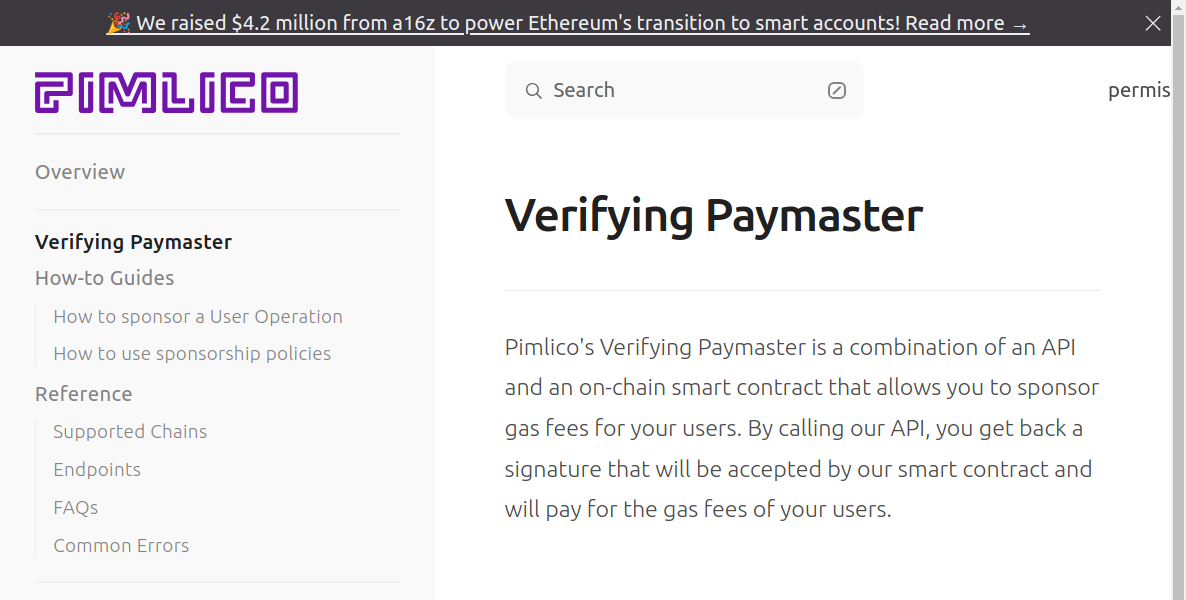 🎉 We raised $4.2 million from a16z to power Ethereum's transition to smart accounts! Read more →
PIMLICO
Search
permis
Overview
Verifying Paymaster
How-to Guides
How to sponsor a User Operation
How to use sponsorship policies
Reference
Supported Chains
Endpoints
FAQs
Common Errors
Verifying Paymaster
Pimlico's Verifying Paymaster is a combination of an API
and an on-chain smart contract that allows you to sponsor
gas fees for your users. By calling our API, you get back a
signature that will be accepted by our smart contract and
will pay for the gas fees of your users.